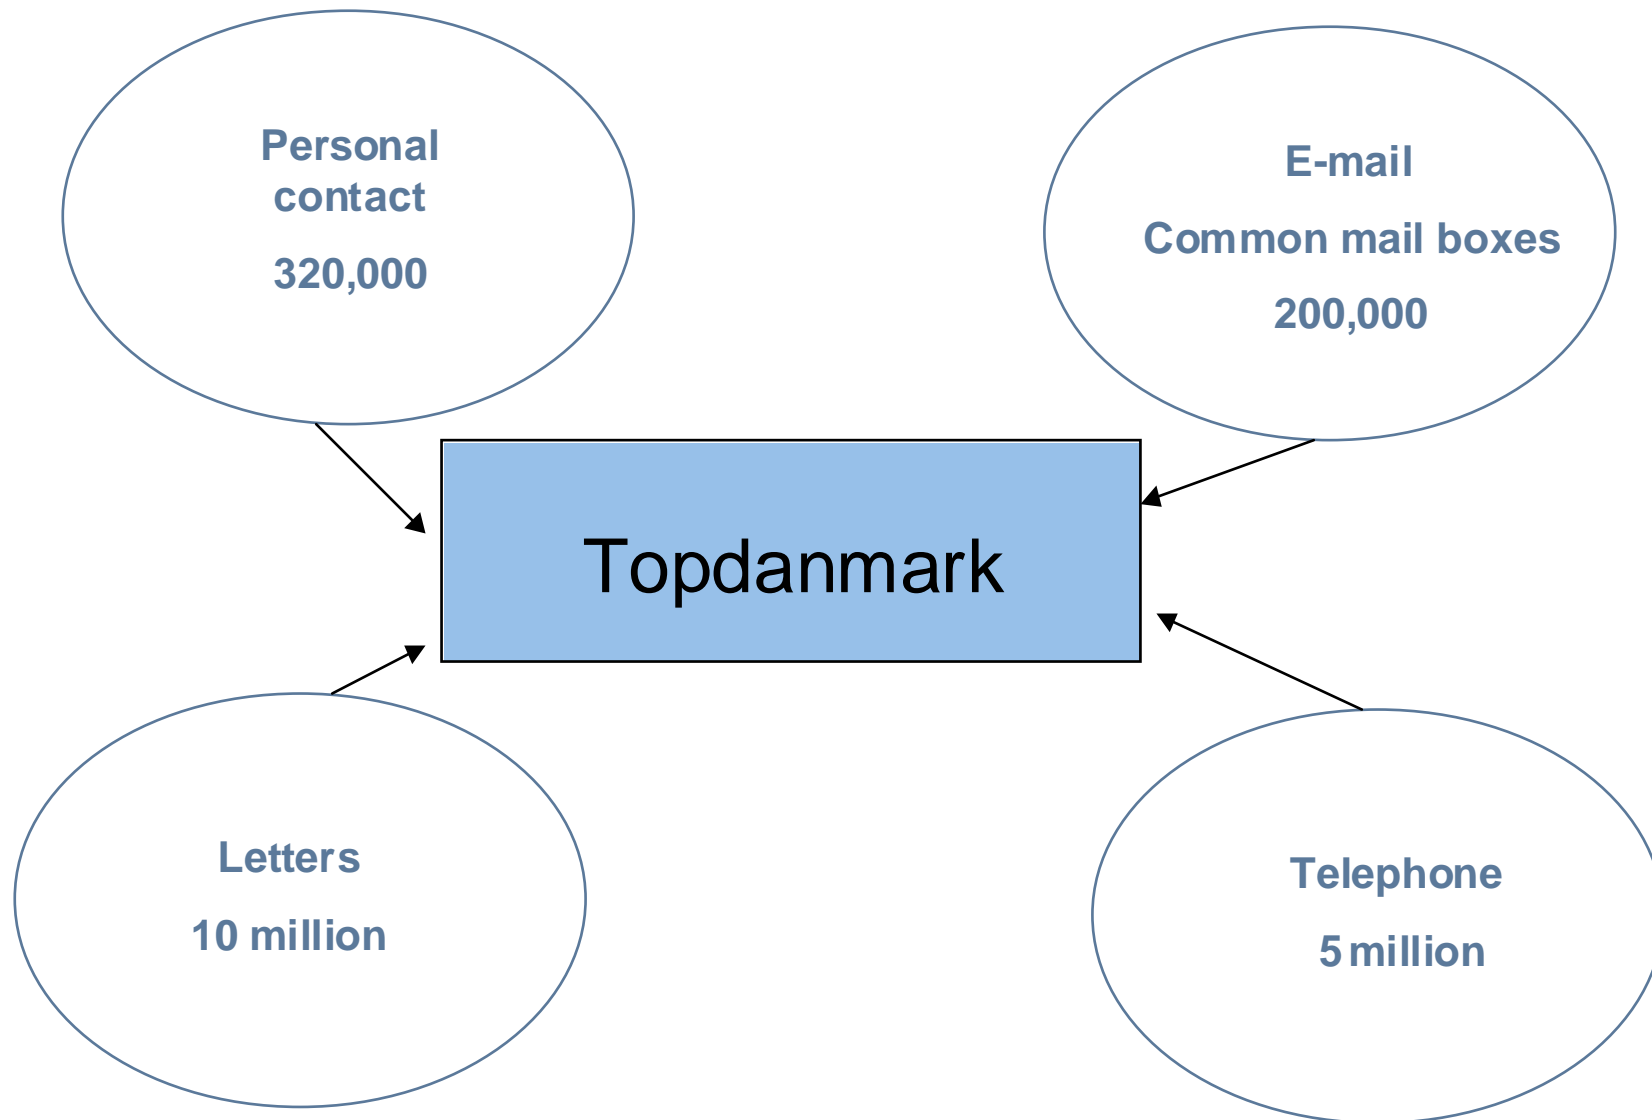 Personal
contact
320,000
E-mail
Common mail boxes
200,000
Topdanmark
Letters
10 million
Telephone
5 million